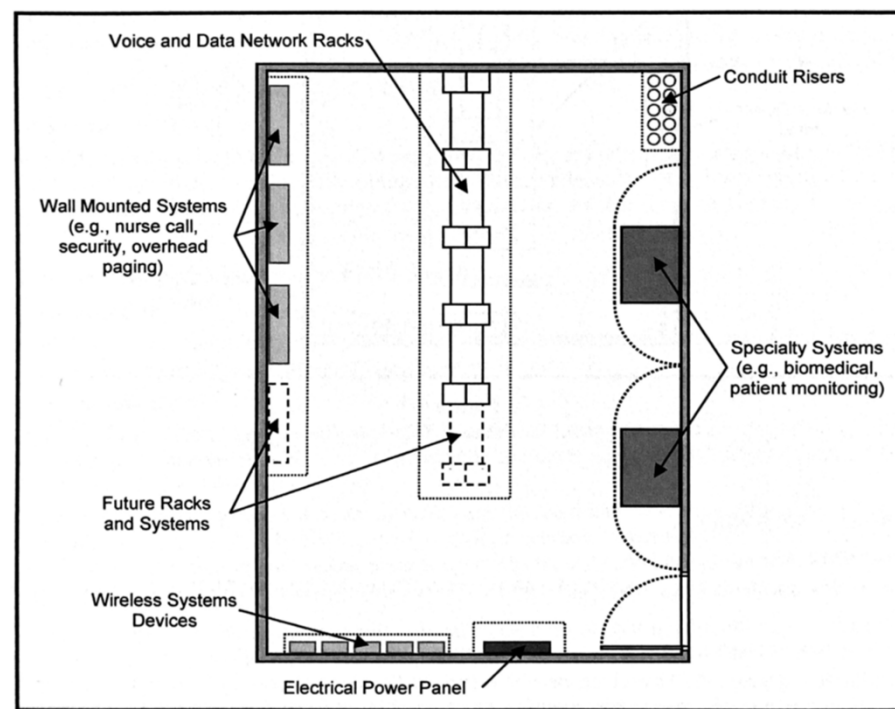 Voice and Data Network Racks
Conduit Risers
Wall Mounted Systems
(e.g., nurse call,
security, overhead
paging)
Specialty Systems
(e.g., biomedical,
patient monitoring)
Future Racks
and Systems
Wireless Systems
Devices
Electrical Power Panel